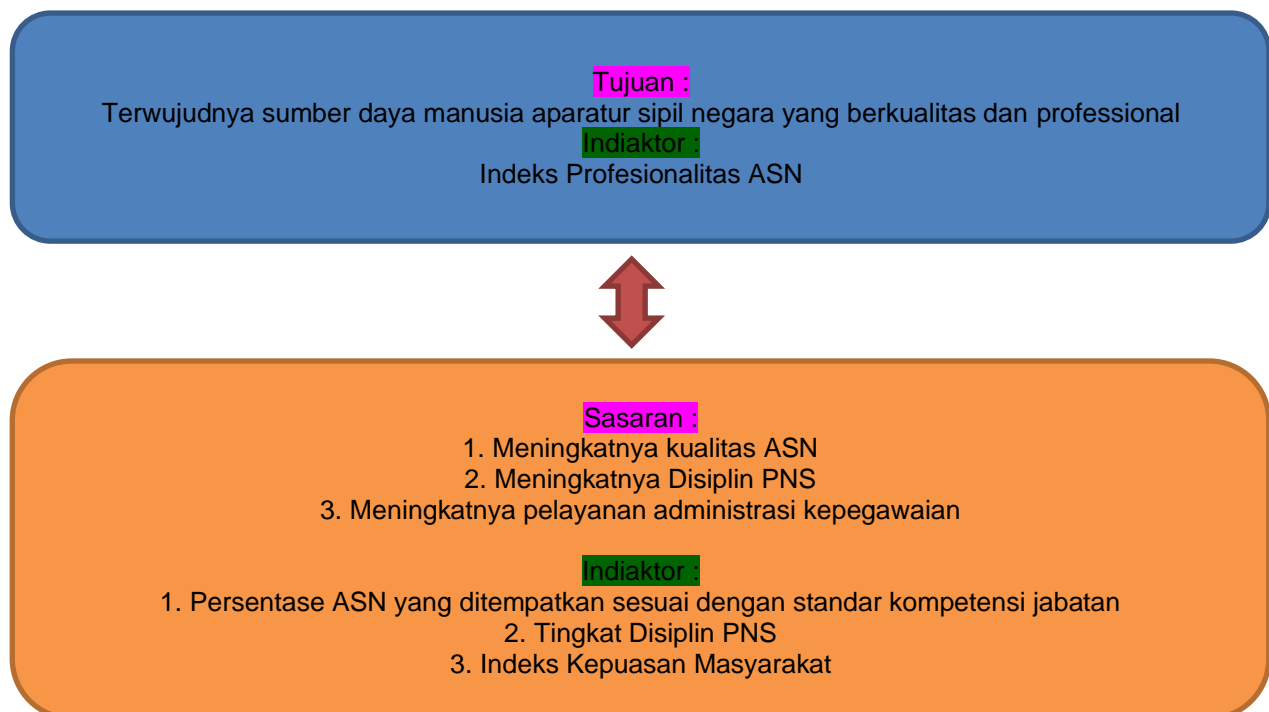 Tujuan :
Terwujudnya sumber daya manusia aparatur sipil negara yang berkualitas dan professional
Indiaktor :
Indeks Profesionalitas ASN
Sasaran :
1. Meningkatnya kualitas ASN
2. Meningkatnya Disiplin PNS
3. Meningkatnya pelayanan administrasi kepegawaian
Indiaktor :
1. Persentase ASN yang ditempatkan sesuai dengan standar kompetensi jabatan
2. Tingkat Disiplin PNS
3. Indeks Kepuasan Masyarakat